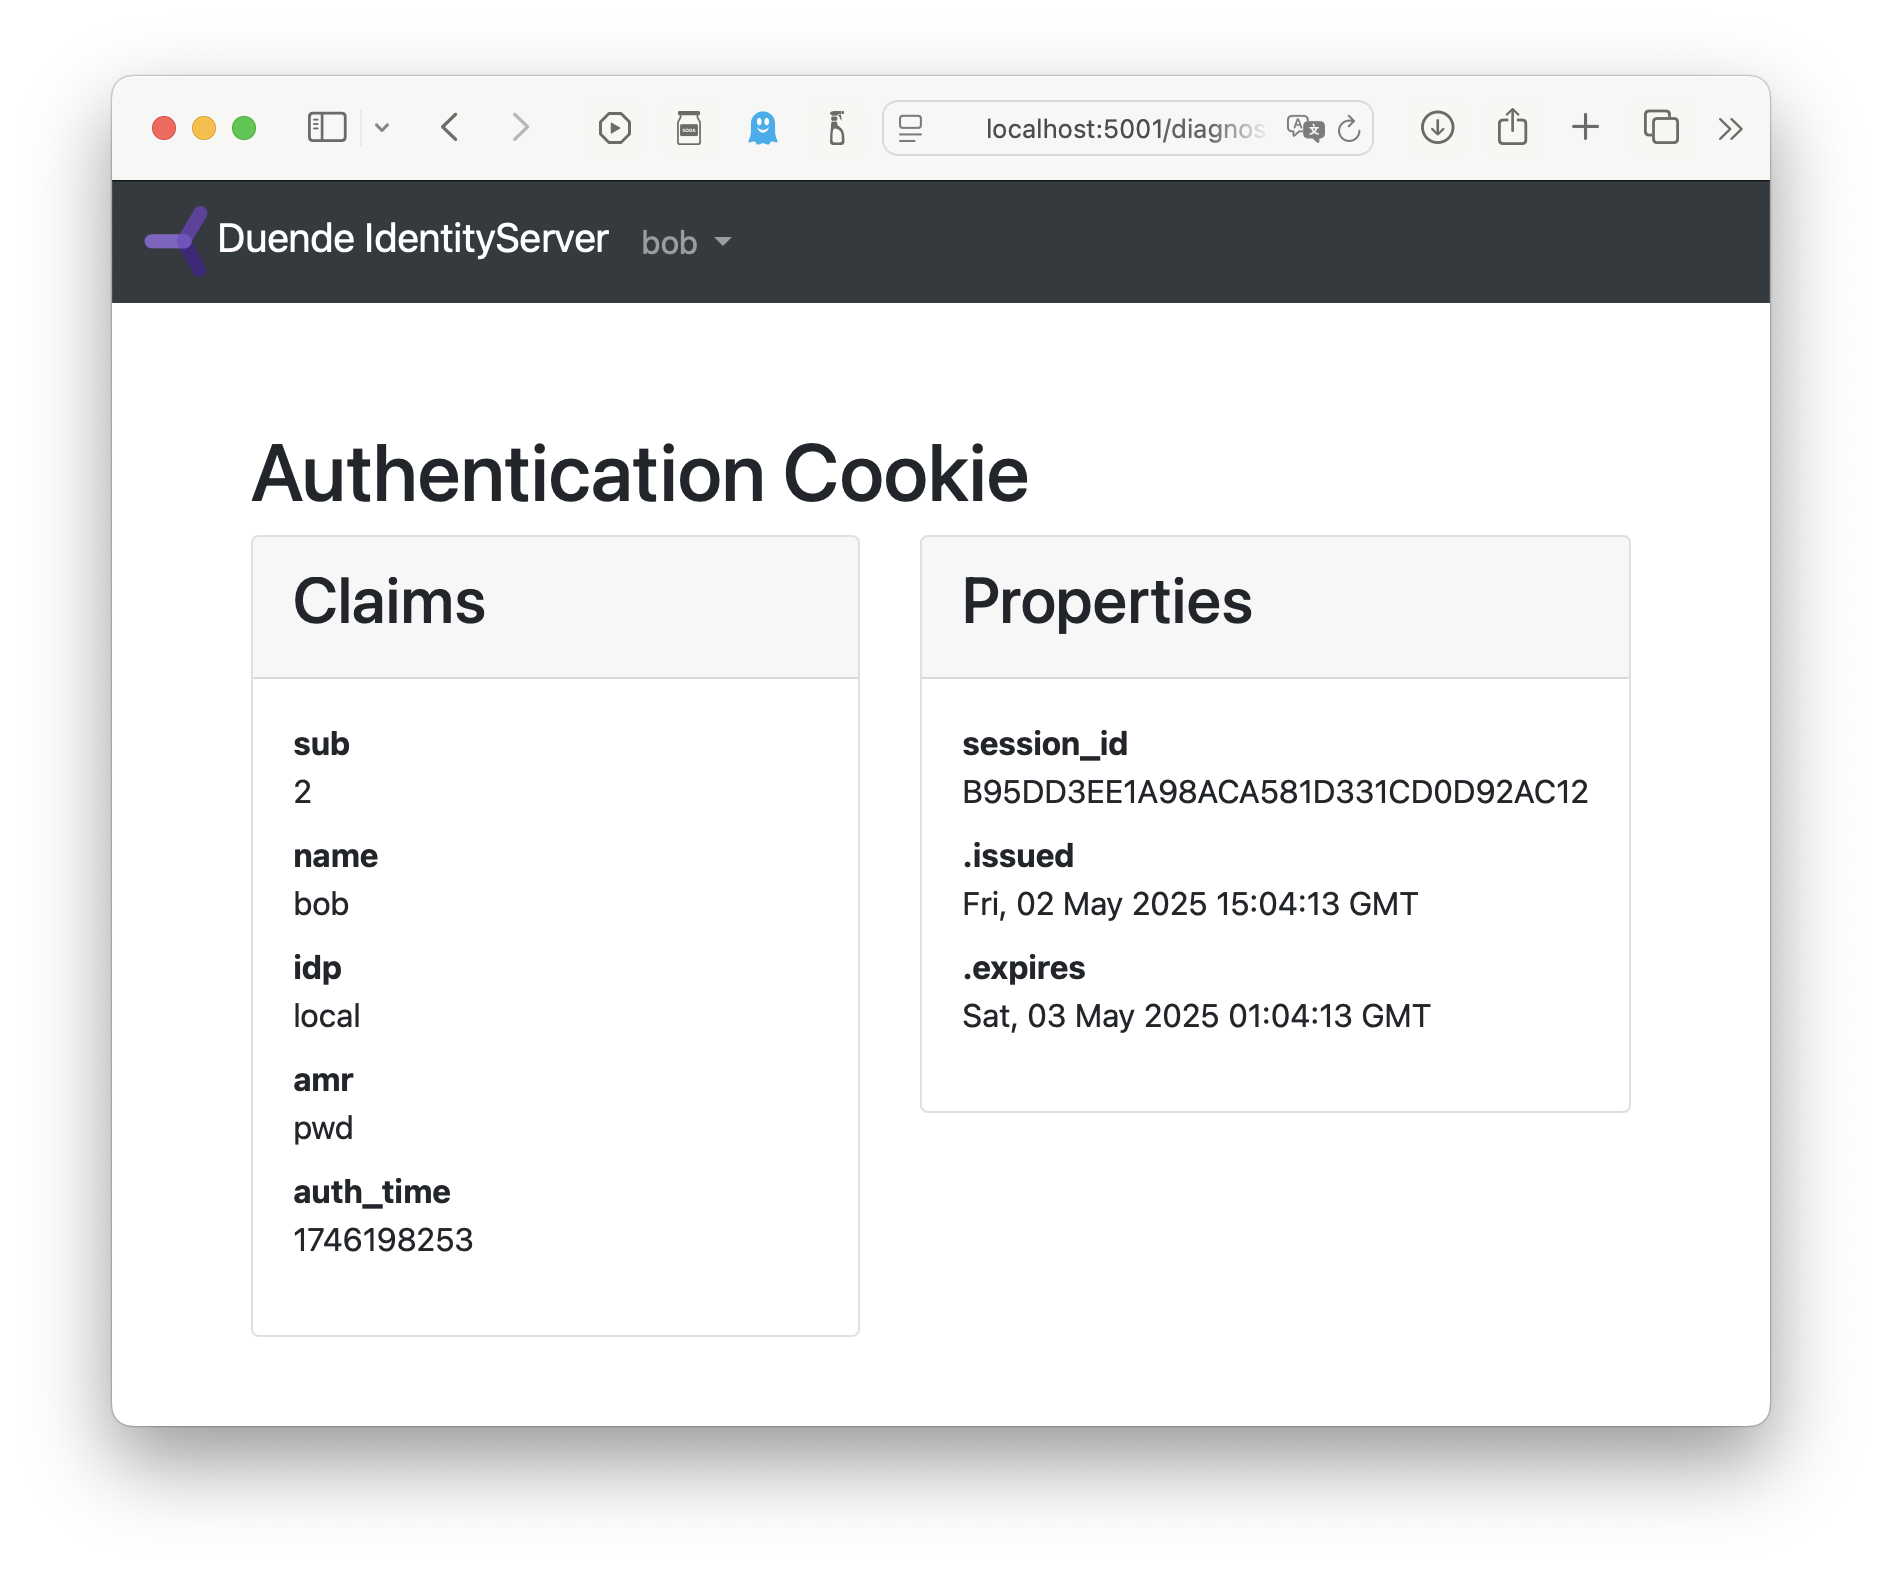 localhost:5001/diagnos
Duende IdentityServer bob
Authentication Cookie
Claims
sub
2
name
bob
idp
local
amr
pwd
auth_time
1746198253
Properties
session_id
B95DD3EE1A98ACA581D331CD0D92AC12
.issued
Fri, 02 May 2025 15:04:13 GMT
.expires
Sat, 03 May 2025 01:04:13 GMT